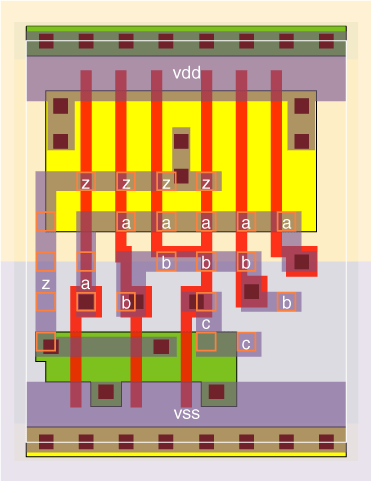 vdd
z z z z
a a a a a
b b b
z a b b
c
c
vss